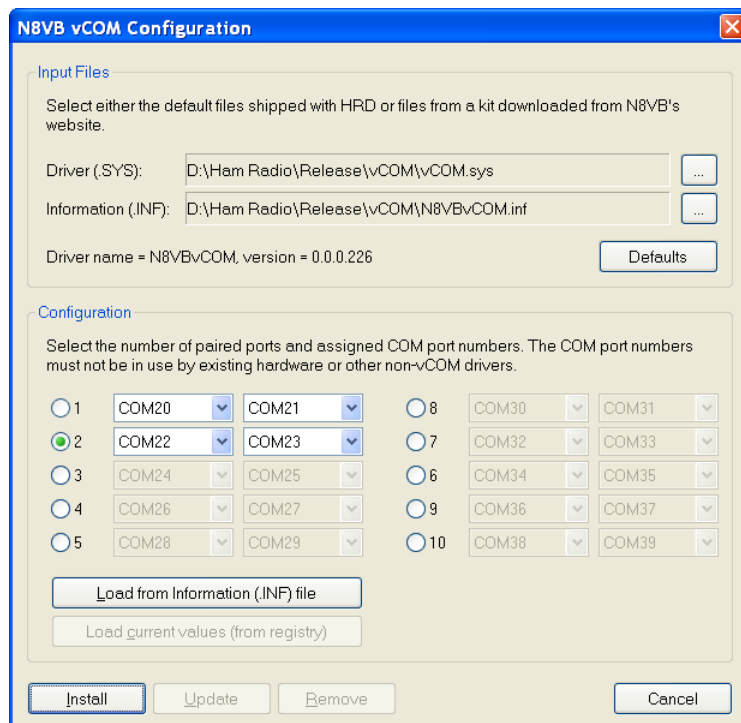 N8VB vCOM Configuration
Input Files
Select either the default files shipped with HRD or files from a kit downloaded from N8VB's
website.
Driver (.SYS): D:\Ham Radio\Release\vCOM\vCOM.sys ...
Information (.INF): D:\Ham Radio\Release\vCOM\N8VBvCOM.inf ...
Driver name = N8VBvCOM, version = 0.0.0.226 Defaults
Configuration
Select the number of paired ports and assigned COM port numbers. The COM port numbers
must not be in use by existing hardware or other non-vCOM drivers.
1 COM20 COM21 8 COM30 COM31
2 COM22 COM23 7 COM32 COM33
3 COM24 COM25 6 COM34 COM35
4 COM26 COM27 9 COM36 COM37
5 COM28 COM29 10 COM38 COM39
Load from Information (.INF) file
Load current values (from registry)
Install Update Remove Cancel